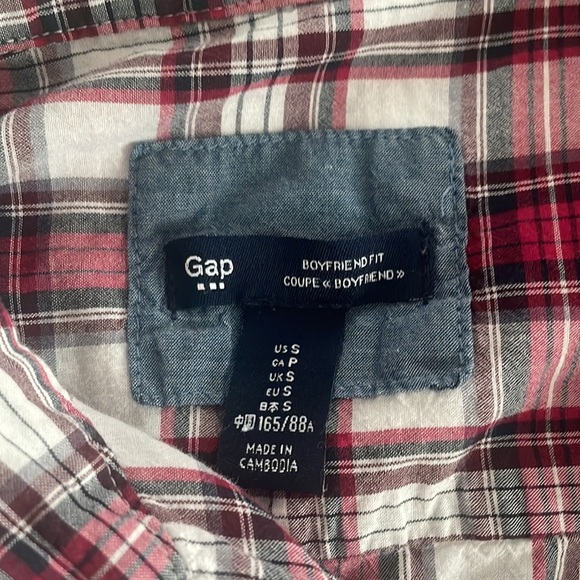 Gap
BOYFRIEND FIT
COUPE « BOYFRIEND »
US S
CA P
UK S
EU S
日本 S
中国 165/88A
MADE IN
CAMBODIA